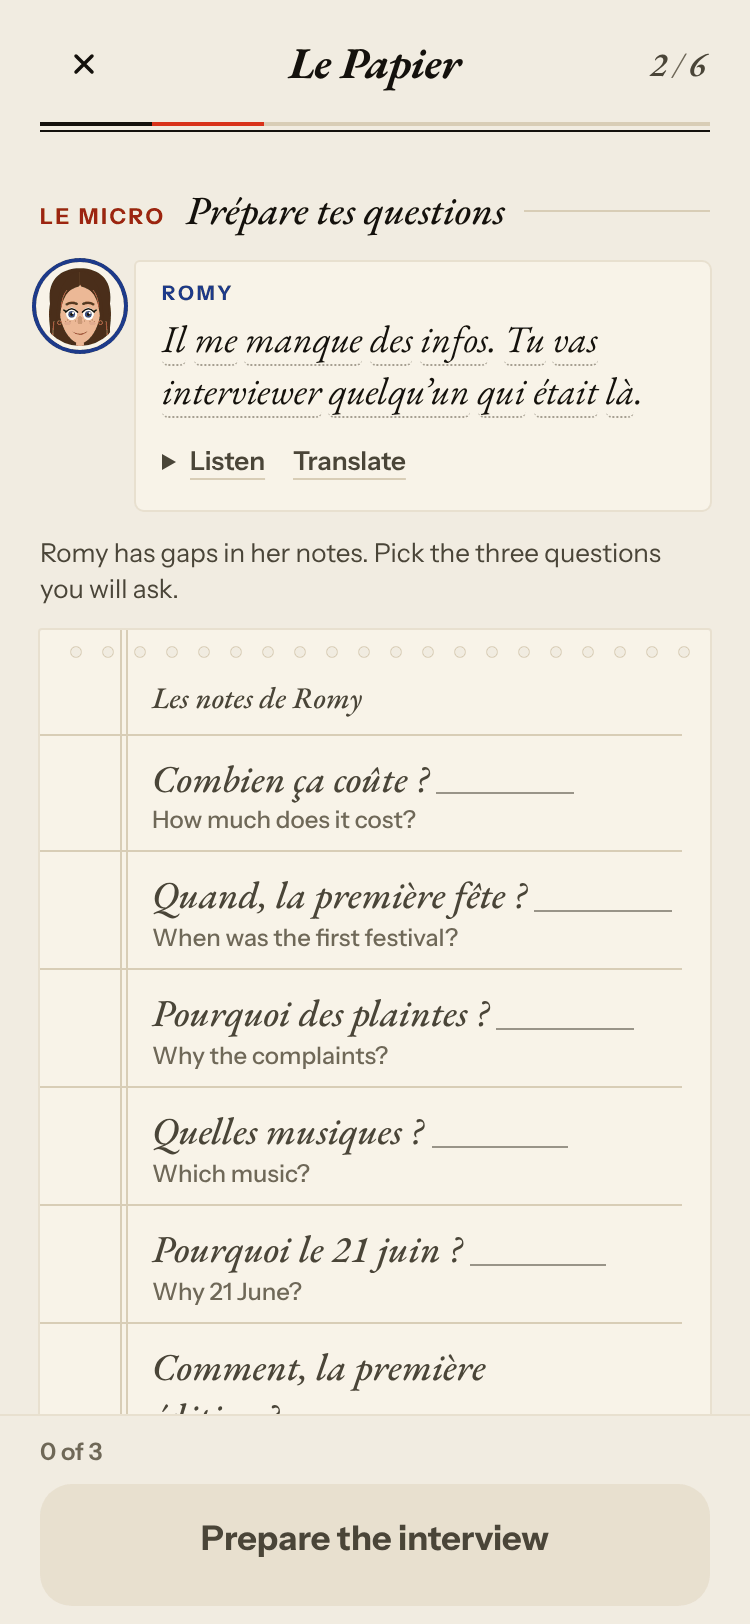 Le Papier
2/6
LE MICRO Prépare tes questions
ROMY
Il me manque des infos. Tu vas
interviewer quelqu’un qui était là.
Listen Translate
Romy has gaps in her notes. Pick the three questions
you will ask.
Les notes de Romy
Combien ça coûte ?
How much does it cost?
Quand, la première fête ?
When was the first festival?
Pourquoi des plaintes ?
Why the complaints?
Quelles musiques ?
Which music?
Pourquoi le 21 juin ?
Why 21 June?
Comment, la première
0 of 3
Prepare the interview